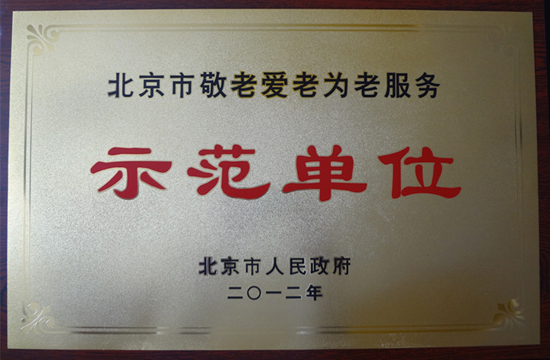 北京市敬老爱老为老服务
示范单位
北京市人民政府
二〇一二年